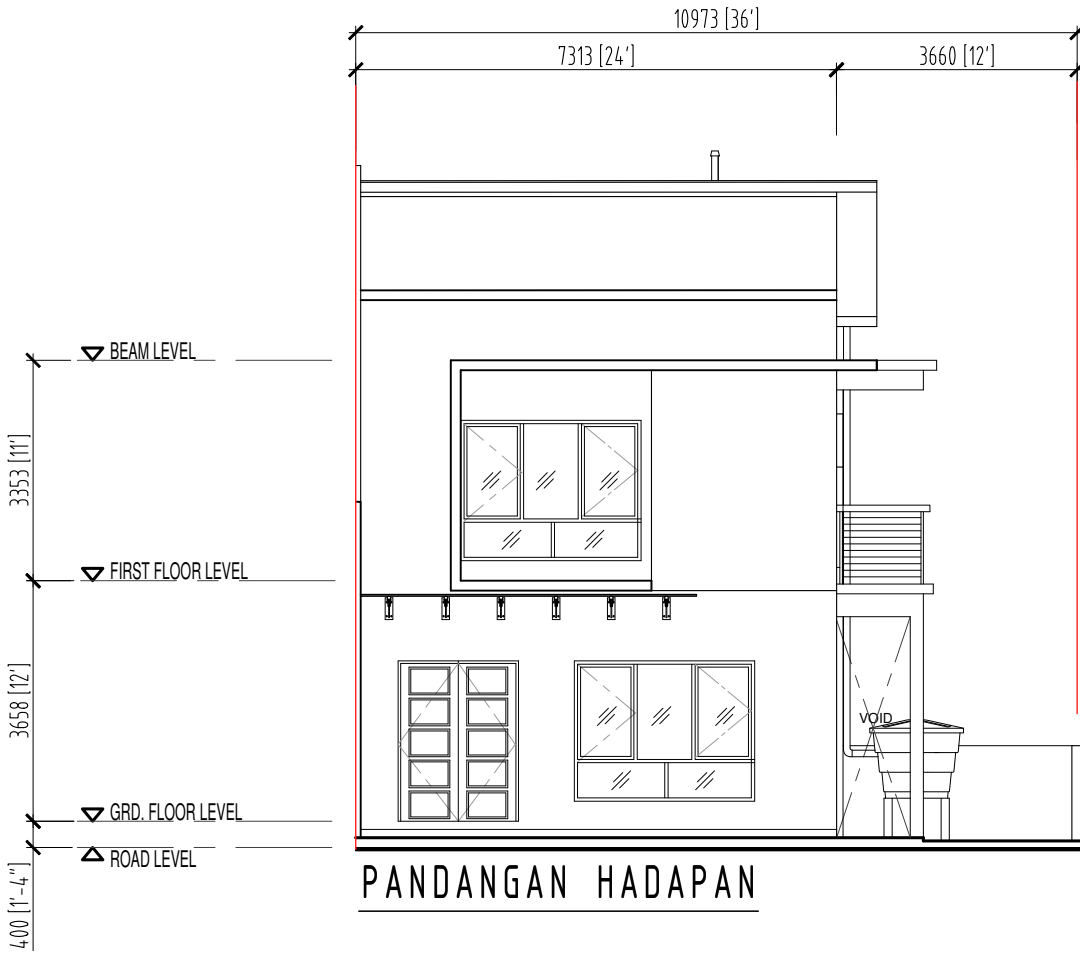 10973 [36']
7313 [24']
3660 [12']
BEAM LEVEL
3353 [11']
FIRST FLOOR LEVEL
3658 [12']
VOID
GRD. FLOOR LEVEL
ROAD LEVEL
400 [1'-4"]
PANDANGAN HADAPAN